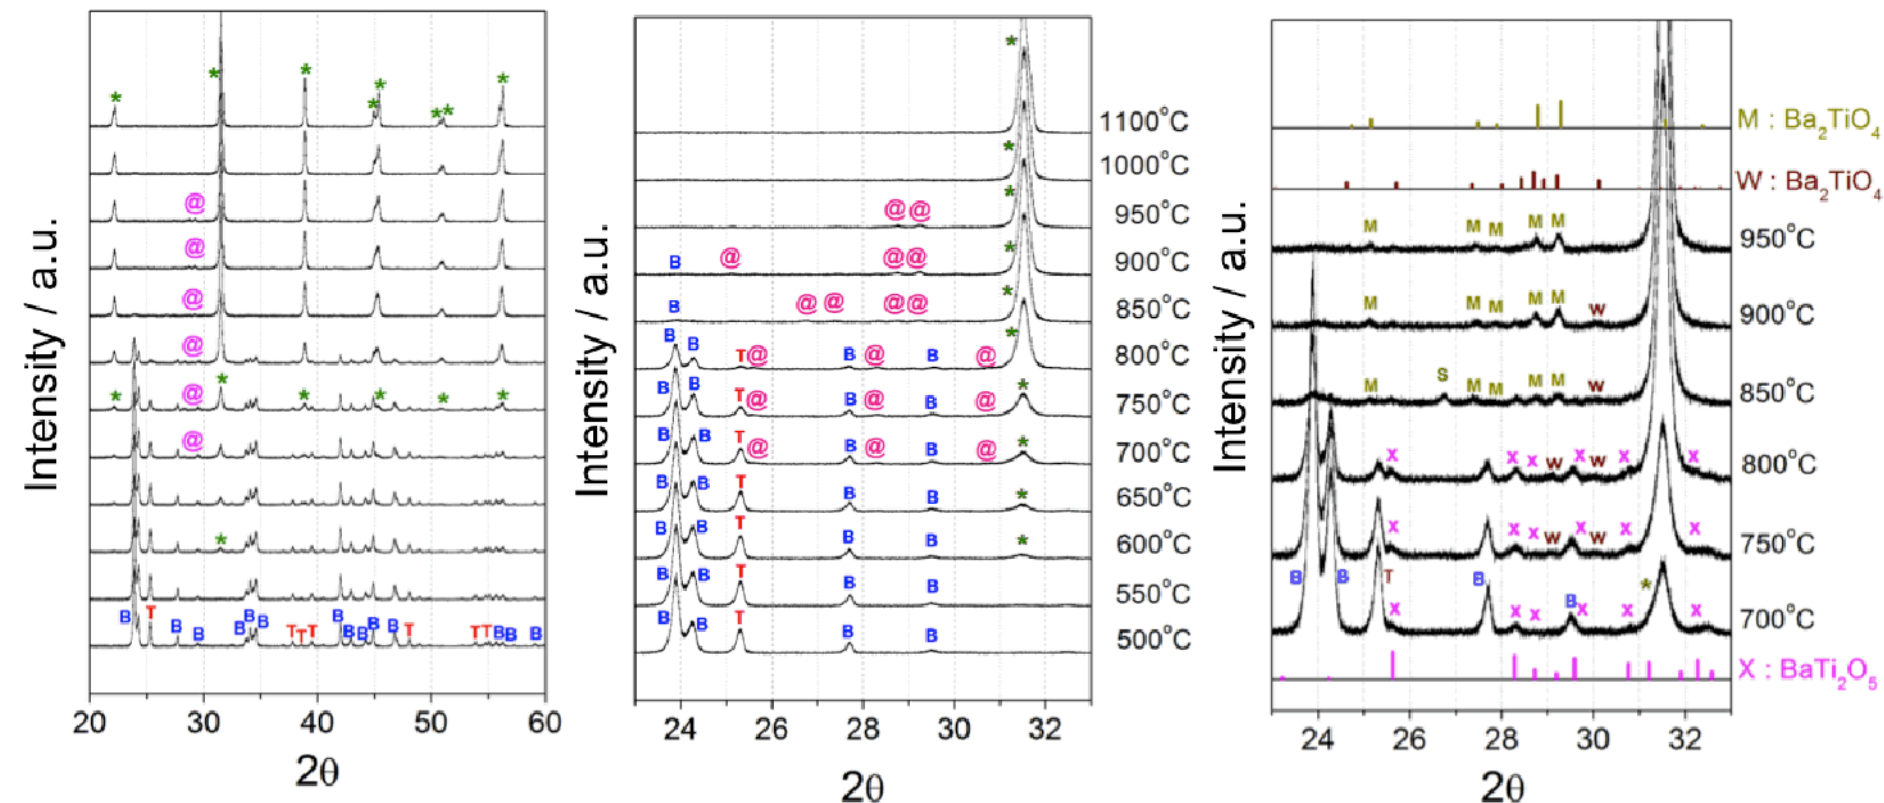 Intensity / a.u.
* * * * * * * *
@
@
@
@
* @ * * * * *
@
*
B T B B B B B T T T B B B B B T T T B B B
20 30 40 50 60
2θ
Intensity / a.u.
* 1100°C
* 1000°C
@ @ * 950°C
B @ @ @ * 900°C
B @ @ @ @ * 850°C
B B T @ B @ B @ * 800°C
B B T @ B @ B @ * 750°C
B B T @ B @ B @ * 700°C
B B T B B * 650°C
B B T B B * 600°C
B B T B B 550°C
B B T B B 500°C
24 26 28 30 32
2θ
Intensity / a.u.
M : Ba₂TiO₄
W : Ba₂TiO₄
M M M M M 950°C
M M M M M W 900°C
M S M M M M W 850°C
X X X W X W X X 800°C
X X X W X W X X 750°C
B B T B *
X X X B X X X 700°C
X : BaTi₂O₅
24 26 28 30 32
2θ